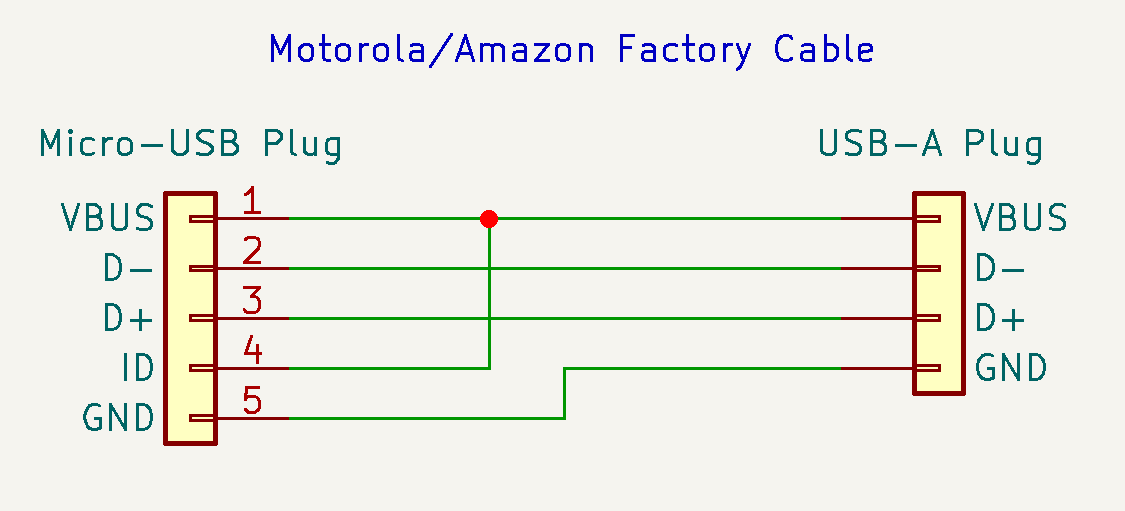 Motorola/Amazon Factory Cable
Micro-USB Plug
USB-A Plug
VBUS 1
D- 2
D+ 3
ID 4
GND 5
VBUS
D-
D+
GND